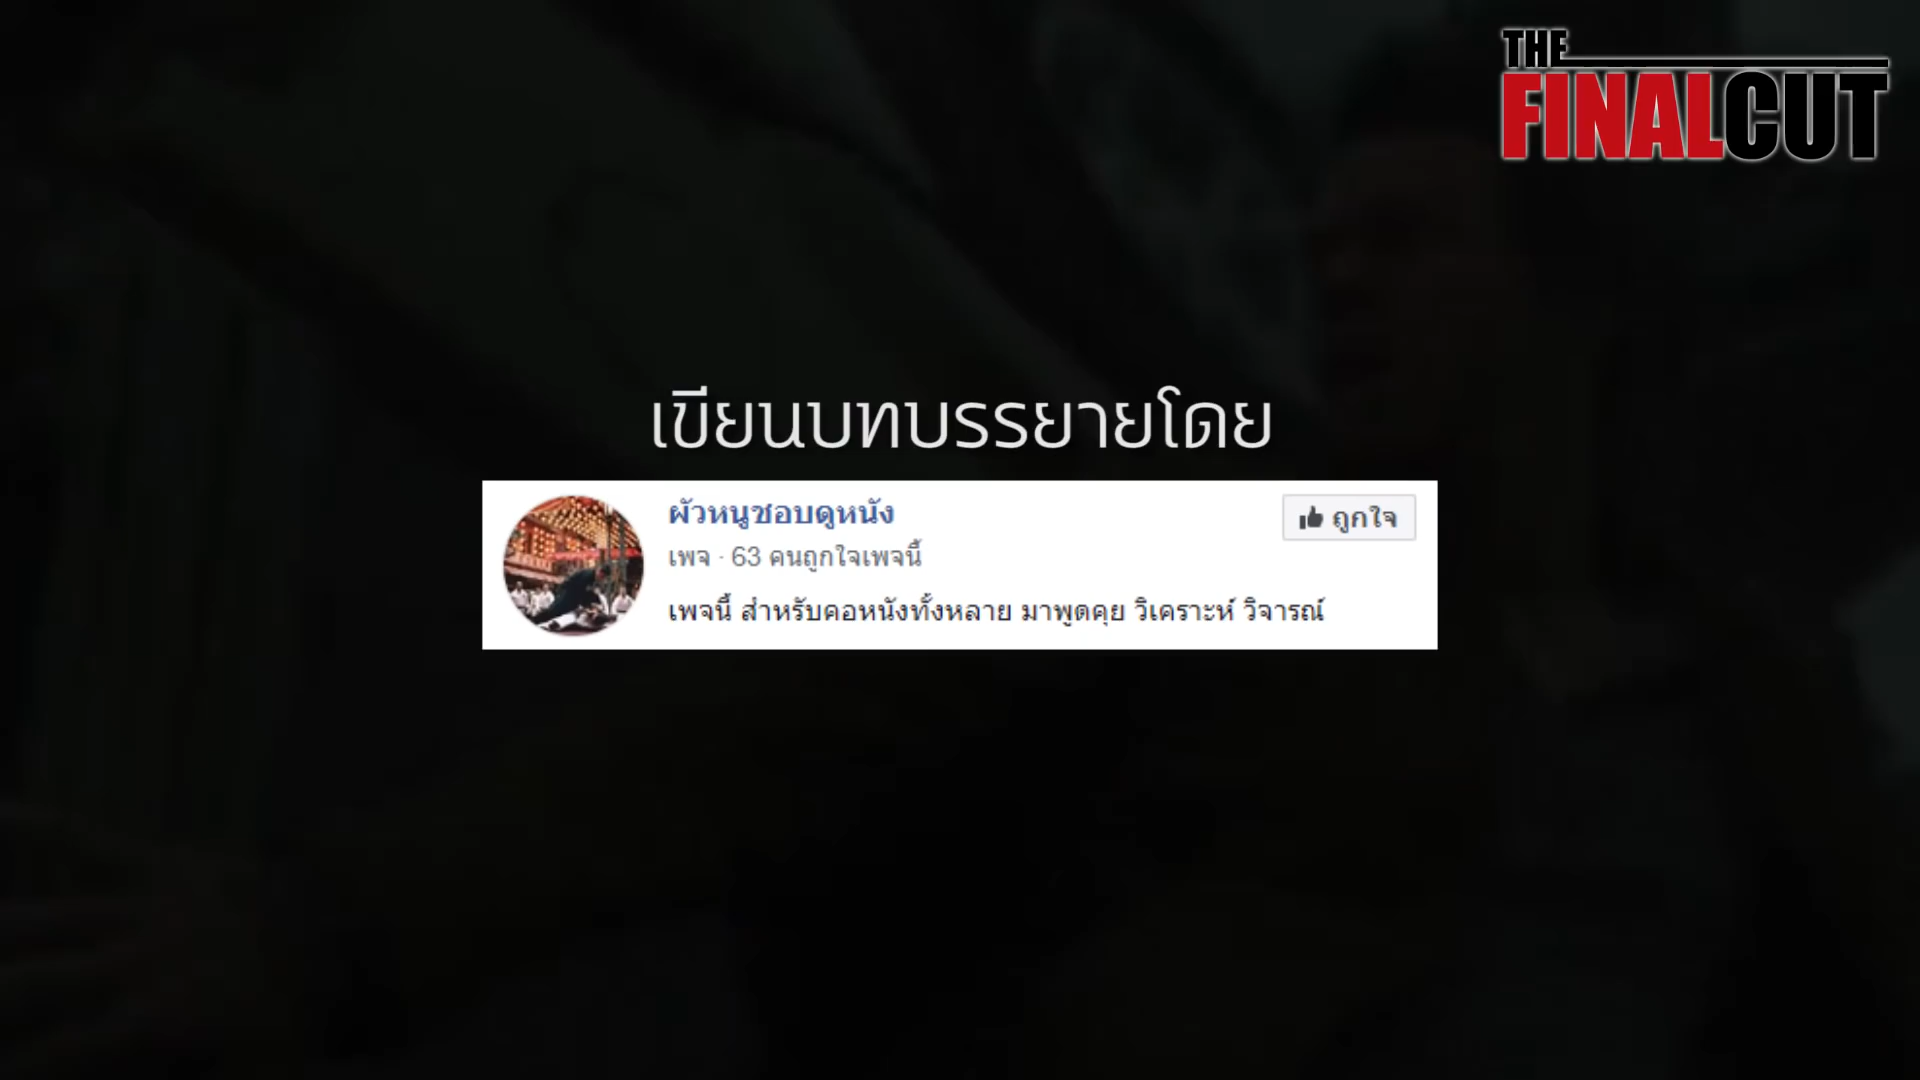 THE
FINALCUT
เขียนบทบรรยายโดย
ผัวหนูชอบดูหนัง
ถูกใจ
เพจ · 63 คนถูกใจเพจนี้
เพจนี้ สำหรับคอหนังทั้งหลาย มาพูดคุย วิเคราะห์ วิจารณ์